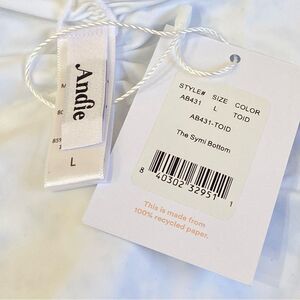 Andie
L
STYLE# SIZE COLOR
AB431 L TOID
AB431-TOID
The Symi Bottom
8 40302 32951 1
This is made from
100% recycled paper.